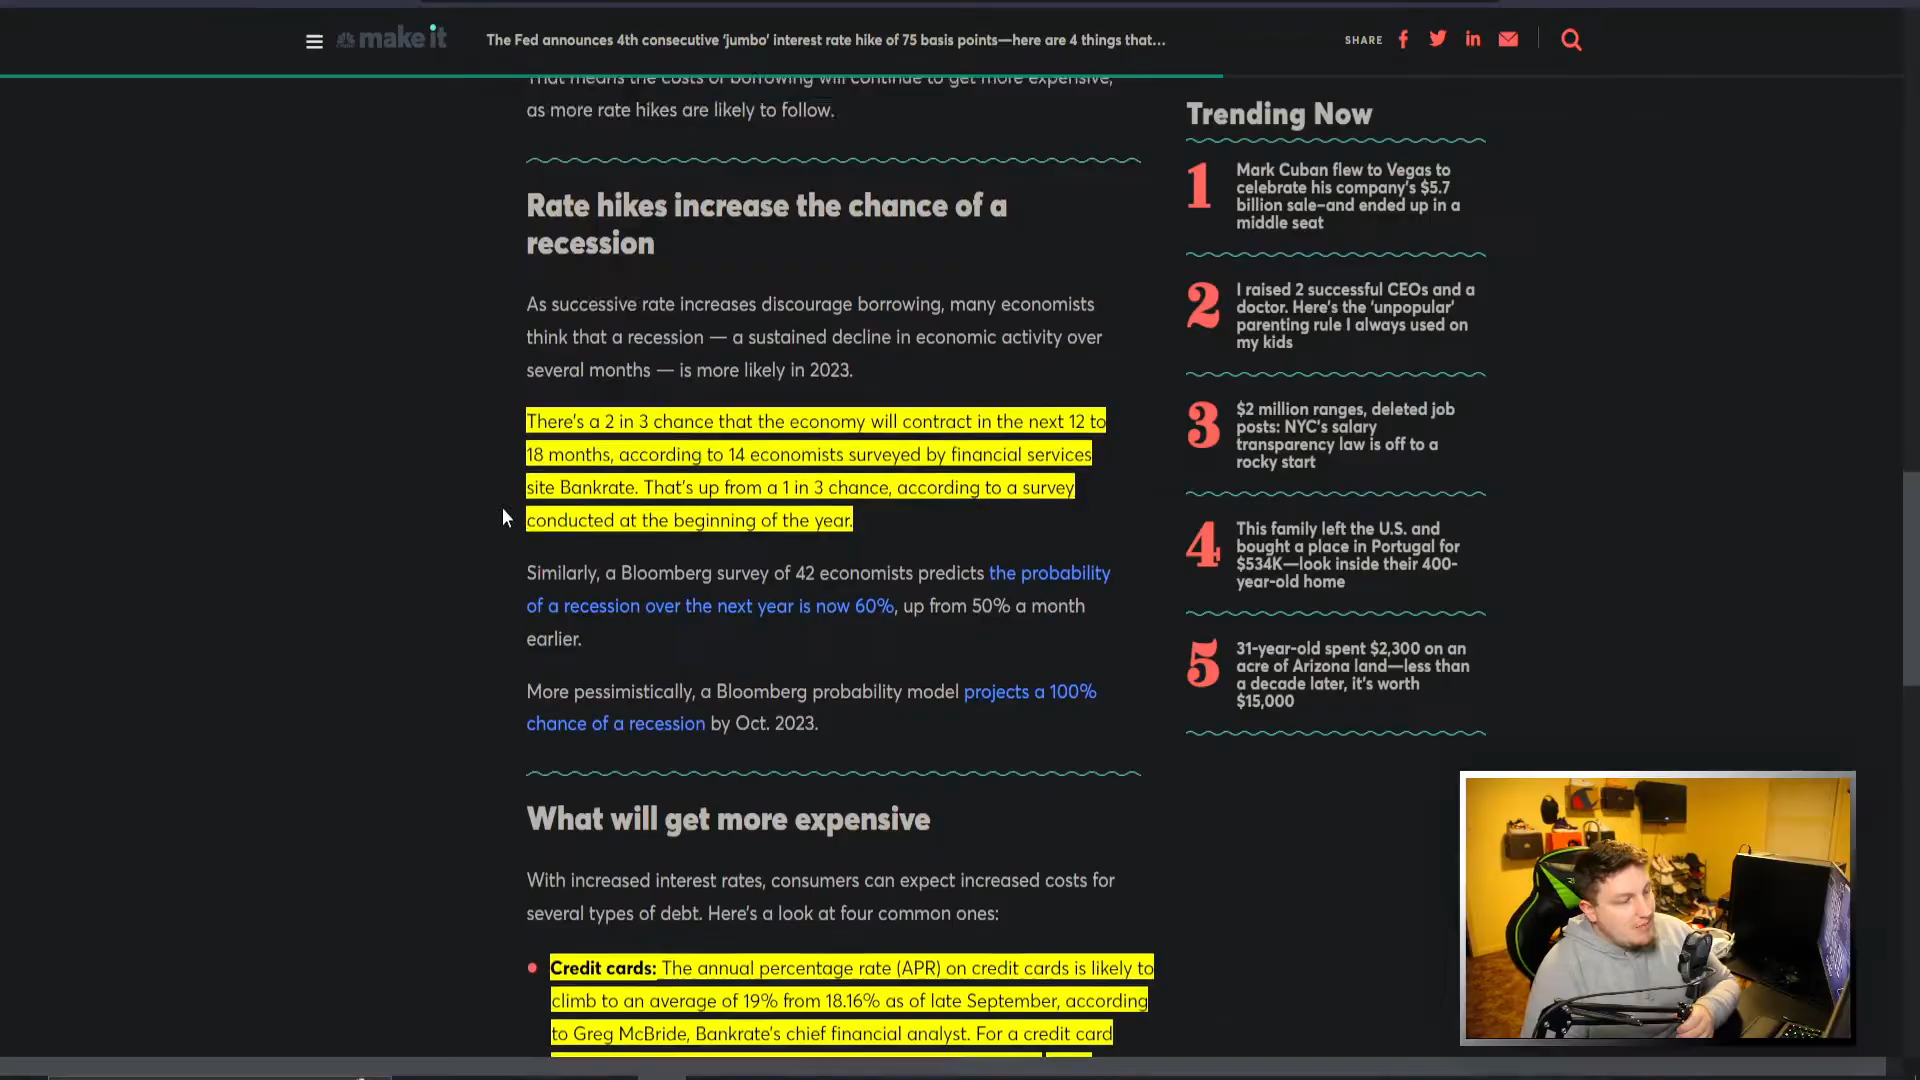 make it
The Fed announces 4th consecutive ‘jumbo’ interest rate hike of 75 basis points—here are 4 things that…
SHARE
That means the costs of borrowing will continue to get more expensive,
as more rate hikes are likely to follow.
Rate hikes increase the chance of a
recession
As successive rate increases discourage borrowing, many economists
think that a recession — a sustained decline in economic activity over
several months — is more likely in 2023.
There’s a 2 in 3 chance that the economy will contract in the next 12 to
18 months, according to 14 economists surveyed by financial services
site Bankrate. That’s up from a 1 in 3 chance, according to a survey
conducted at the beginning of the year.
Similarly, a Bloomberg survey of 42 economists predicts the probability
of a recession over the next year is now 60%, up from 50% a month
earlier.
More pessimistically, a Bloomberg probability model projects a 100%
chance of a recession by Oct. 2023.
What will get more expensive
With increased interest rates, consumers can expect increased costs for
several types of debt. Here’s a look at four common ones:
Credit cards: The annual percentage rate (APR) on credit cards is likely to
climb to an average of 19% from 18.16% as of late September, according
to Greg McBride, Bankrate’s chief financial analyst. For a credit card
Trending Now
1
Mark Cuban flew to Vegas to
celebrate his company’s $5.7
billion sale–and ended up in a
middle seat
2
I raised 2 successful CEOs and a
doctor. Here’s the ‘unpopular’
parenting rule I always used on
my kids
3
$2 million ranges, deleted job
posts: NYC’s salary
transparency law is off to a
rocky start
4
This family left the U.S. and
bought a place in Portugal for
$534K—look inside their 400-
year-old home
5
31-year-old spent $2,300 on an
acre of Arizona land—less than
a decade later, it’s worth
$15,000